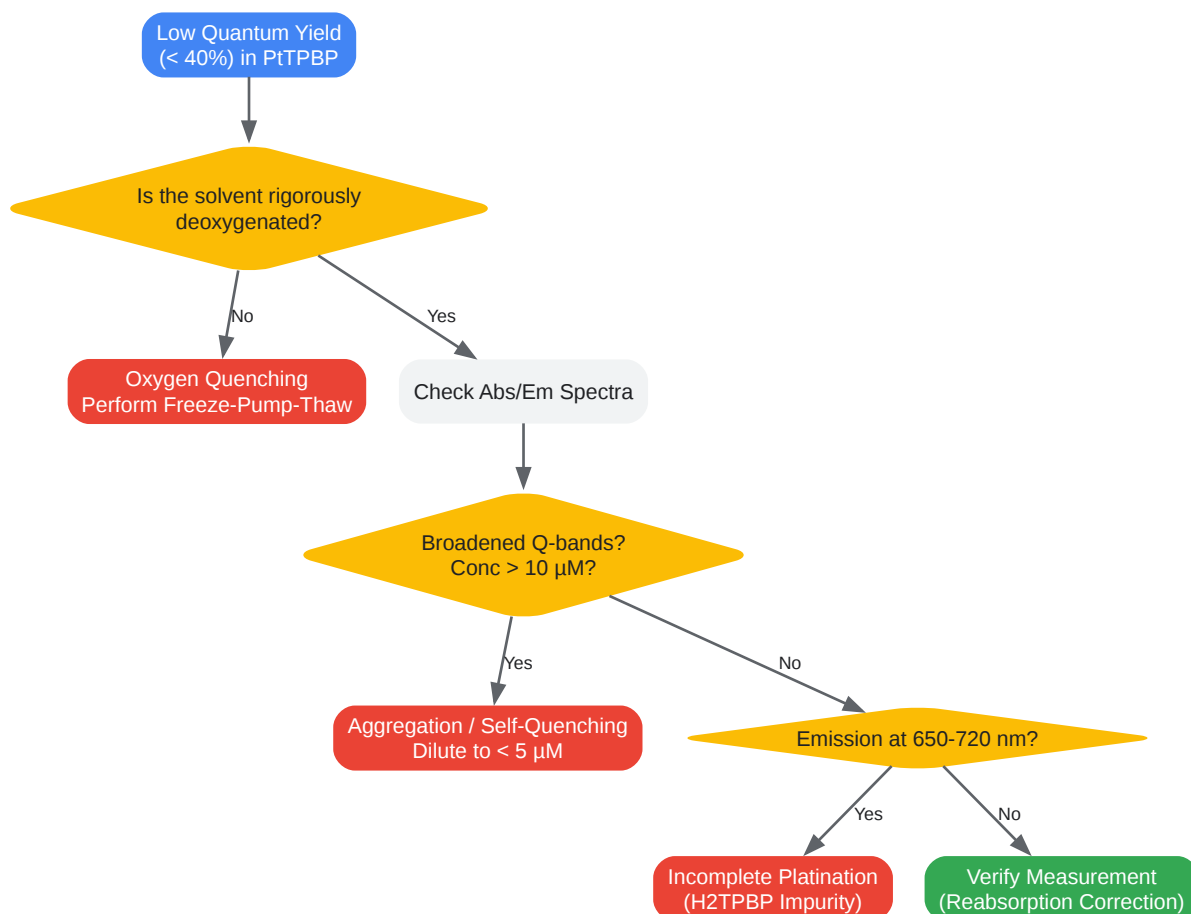 Low Quantum Yield
(< 40%) in PtTPBP
Is the solvent rigorously
deoxygenated?
No
Yes
Oxygen Quenching
Perform Freeze-Pump-Thaw
Check Abs/Em Spectra
Broadened Q-bands?
Conc > 10 µM?
Yes
No
Aggregation / Self-Quenching
Dilute to < 5 µM
Emission at 650-720 nm?
Yes
No
Incomplete Platination
(H2TPBP Impurity)
Verify Measurement
(Reabsorption Correction)